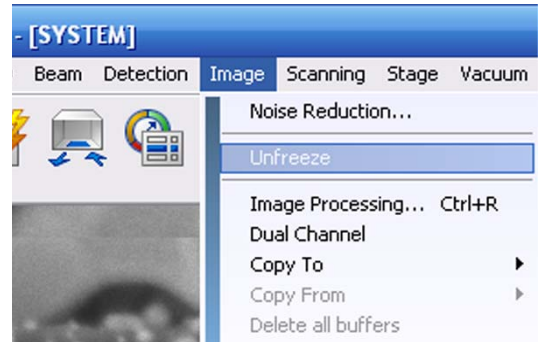 - [SYSTEM]
Beam Detection Image Scanning Stage Vacuum
Noise Reduction...
Unfreeze
Image Processing... Ctrl+R
Dual Channel
Copy To
Copy From
Delete all buffers